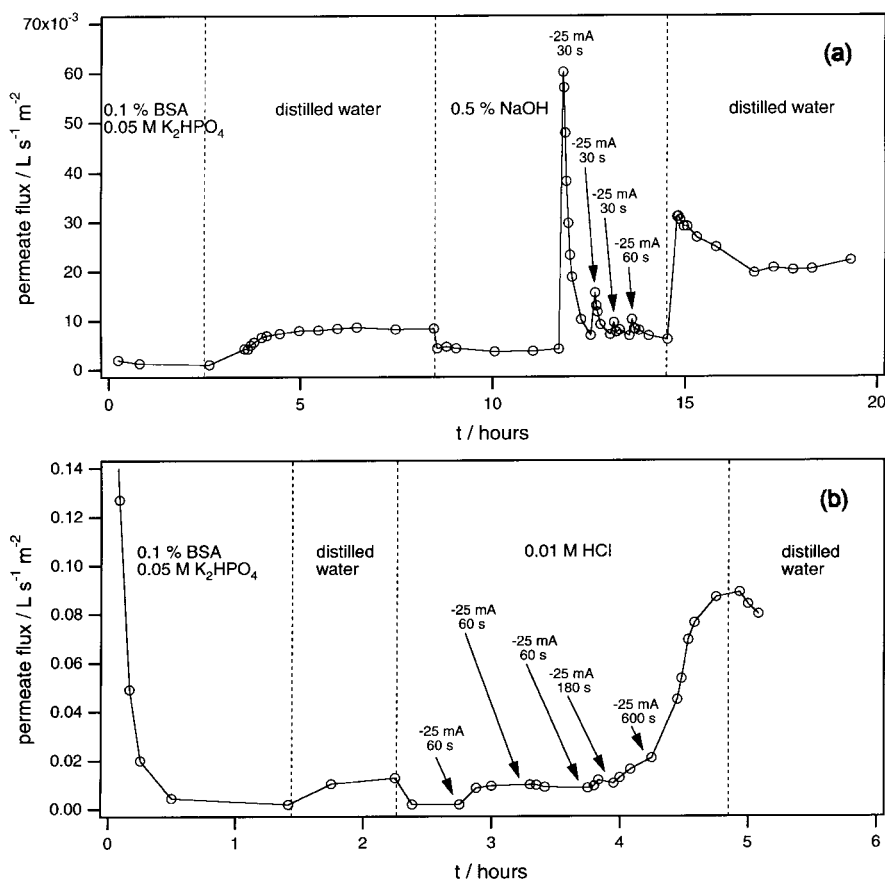 70x10⁻³
60
50
40
30
20
10
0
permeate flux / L s⁻¹ m⁻²
(a)
0.1 % BSA
0.05 M K₂HPO₄
distilled water
0.5 % NaOH
-25 mA
30 s
-25 mA
30 s
-25 mA
30 s
-25 mA
60 s
distilled water
0
5
10
15
20
t / hours
0.14
0.12
0.10
0.08
0.06
0.04
0.02
0.00
permeate flux / L s⁻¹ m⁻²
(b)
0.1 % BSA
0.05 M K₂HPO₄
distilled
water
0.01 M HCl
-25 mA
60 s
-25 mA
60 s
-25 mA
60 s
-25 mA
180 s
-25 mA
600 s
distilled
water
0
1
2
3
4
5
6
t / hours